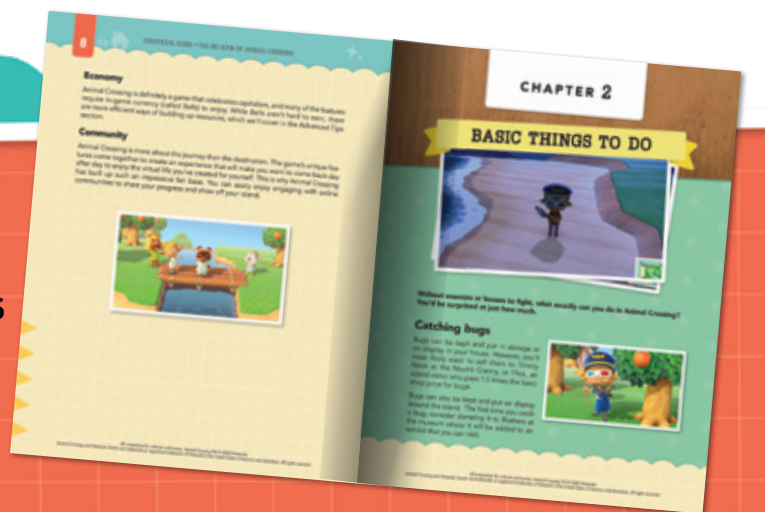 8
UNOFFICIAL GUIDE • THE BIG BOOK OF ANIMAL CROSSING
Economy
Animal Crossing is definitely a game that celebrates capitalism, and many of the features
require in-game currency (called Bells) to enjoy. While Bells aren't hard to earn, there
are more efficient ways of building up resources, which we'll cover in the Advanced Tips
section.
Community
Animal Crossing is more about the journey than the destination. The game's unique fea-
tures come together to create an experience that will make you want to come back day
after day to enjoy the virtual life you've created for yourself. This is why Animal Crossing
has built up such an impressive fan base. You can easily enjoy engaging with online
communities to share your progress and show off your island.
CHAPTER 2
BASIC THINGS TO DO
Without enemies or bosses to fight, what exactly can you do in Animal Crossing?
You'd be surprised at just how much.
Catching bugs
Bugs can be kept and put in storage or
on display in your house. However, you'll
most likely want to sell them to Timmy
Nook at the Nook's Cranny, or Flick, an
island visitor who pays 1.5 times the basic
shop price for bugs.
Bugs can also be kept and put on display
around the island. The first time you catch
a bug, consider donating it to Blathers at
the museum where it will be added to an
exhibit that you can visit.
s